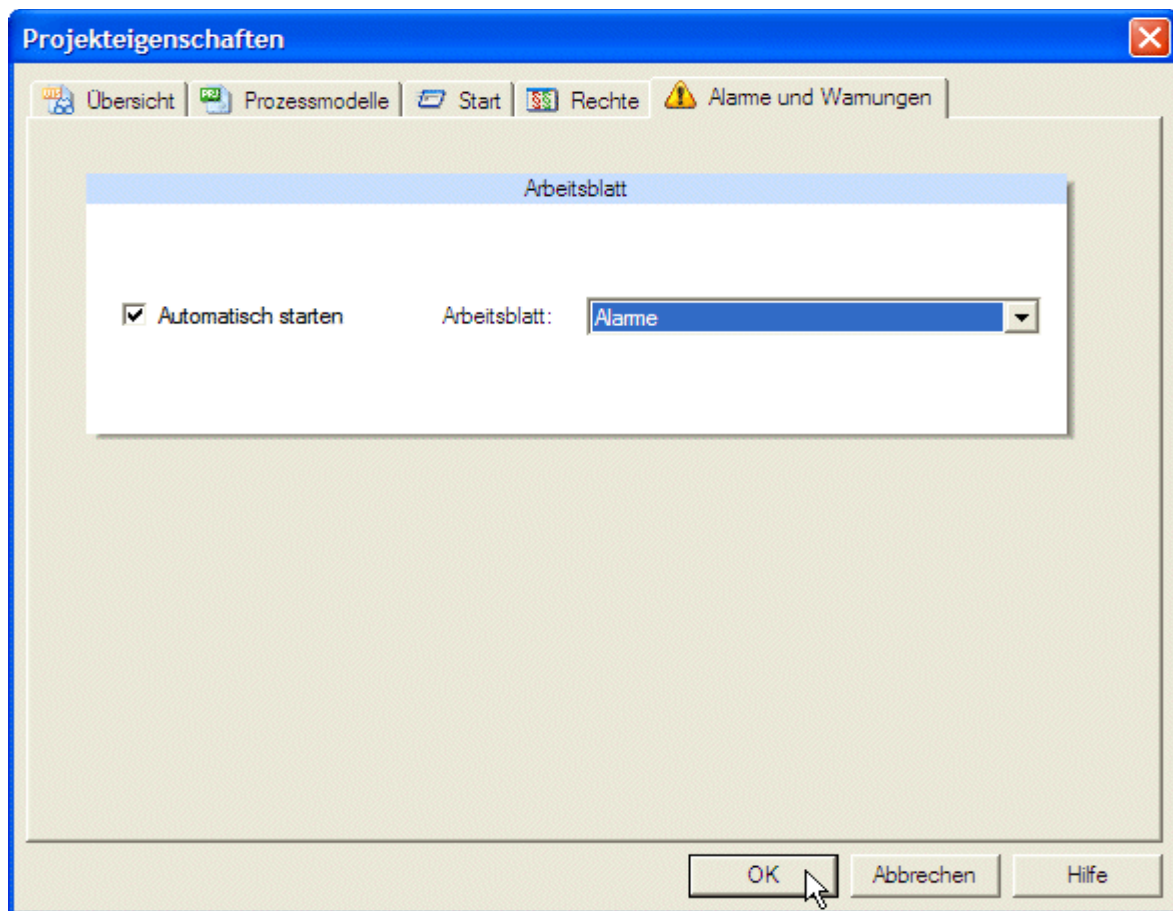 Projekteigenschaften
Übersicht Prozessmodelle Start §§ Rechte Alarme und Warnungen
Arbeitsblatt
Automatisch starten Arbeitsblatt: Alarme
OK Abbrechen Hilfe